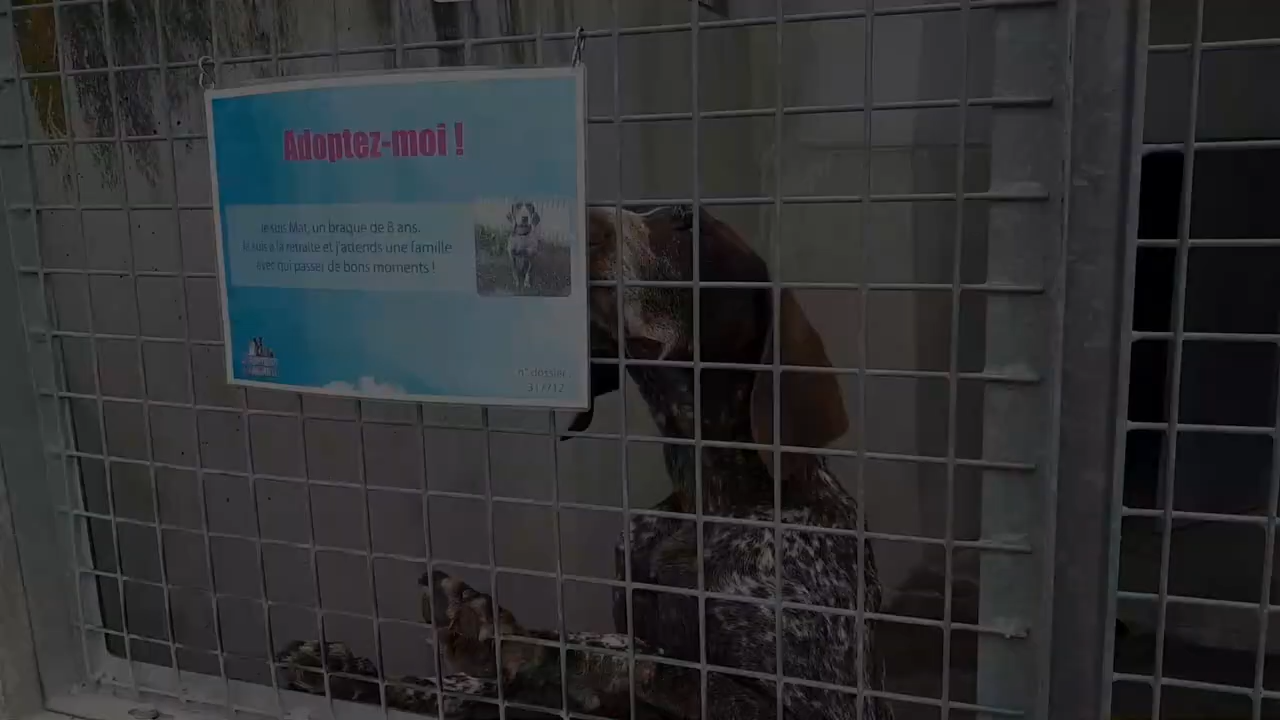 Adoptez-moi !
Je suis Mat, un braque de 8 ans.
Je suis à la retraite et j'attends une famille
avec qui passer de bons moments !
n° dossier